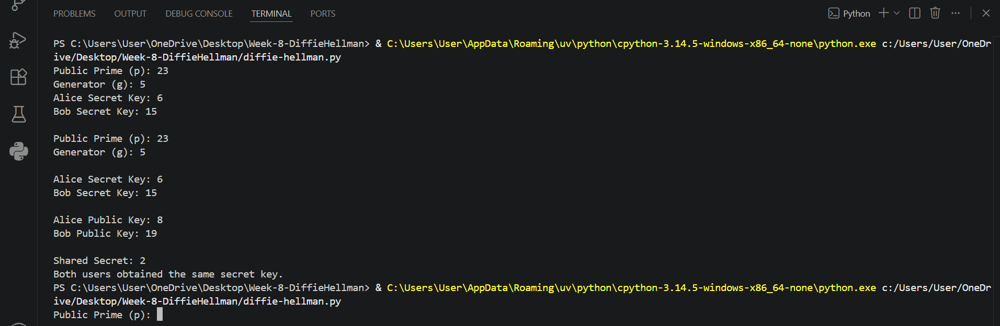 PROBLEMS OUTPUT DEBUG CONSOLE TERMINAL PORTS Python
PS C:\Users\User\OneDrive\Desktop\Week-8-DiffieHellman> & C:\Users\User\AppData\Roaming\uv\python\cpython-3.14.5-windows-x86_64-none\python.exe c:/Users/User/OneDr
ive/Desktop/Week-8-DiffieHellman/diffie-hellman.py
Public Prime (p): 23
Generator (g): 5
Alice Secret Key: 6
Bob Secret Key: 15
Public Prime (p): 23
Generator (g): 5
Alice Secret Key: 6
Bob Secret Key: 15
Alice Public Key: 8
Bob Public Key: 19
Shared Secret: 2
Both users obtained the same secret key.
PS C:\Users\User\OneDrive\Desktop\Week-8-DiffieHellman> & C:\Users\User\AppData\Roaming\uv\python\cpython-3.14.5-windows-x86_64-none\python.exe c:/Users/User/OneDr
ive/Desktop/Week-8-DiffieHellman/diffie-hellman.py
Public Prime (p):